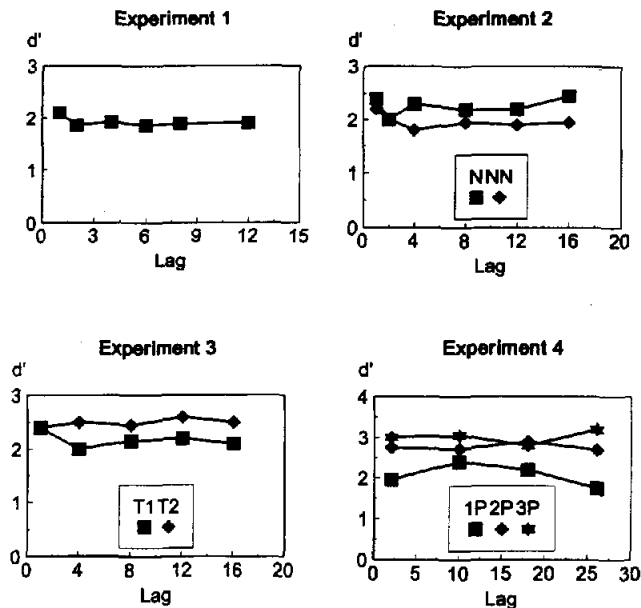 Experiment 1
d'
3
2
1
0
0 3 6 9 12 15
Lag
Experiment 2
d'
3
2
1
0
NNN
0 4 8 12 16 20
Lag
Experiment 3
d'
3
2
1
0
T1T2
0 4 8 12 16 20
Lag
Experiment 4
d'
4
3
2
1
0
1P2P3P
0 5 10 15 20 25 30
Lag